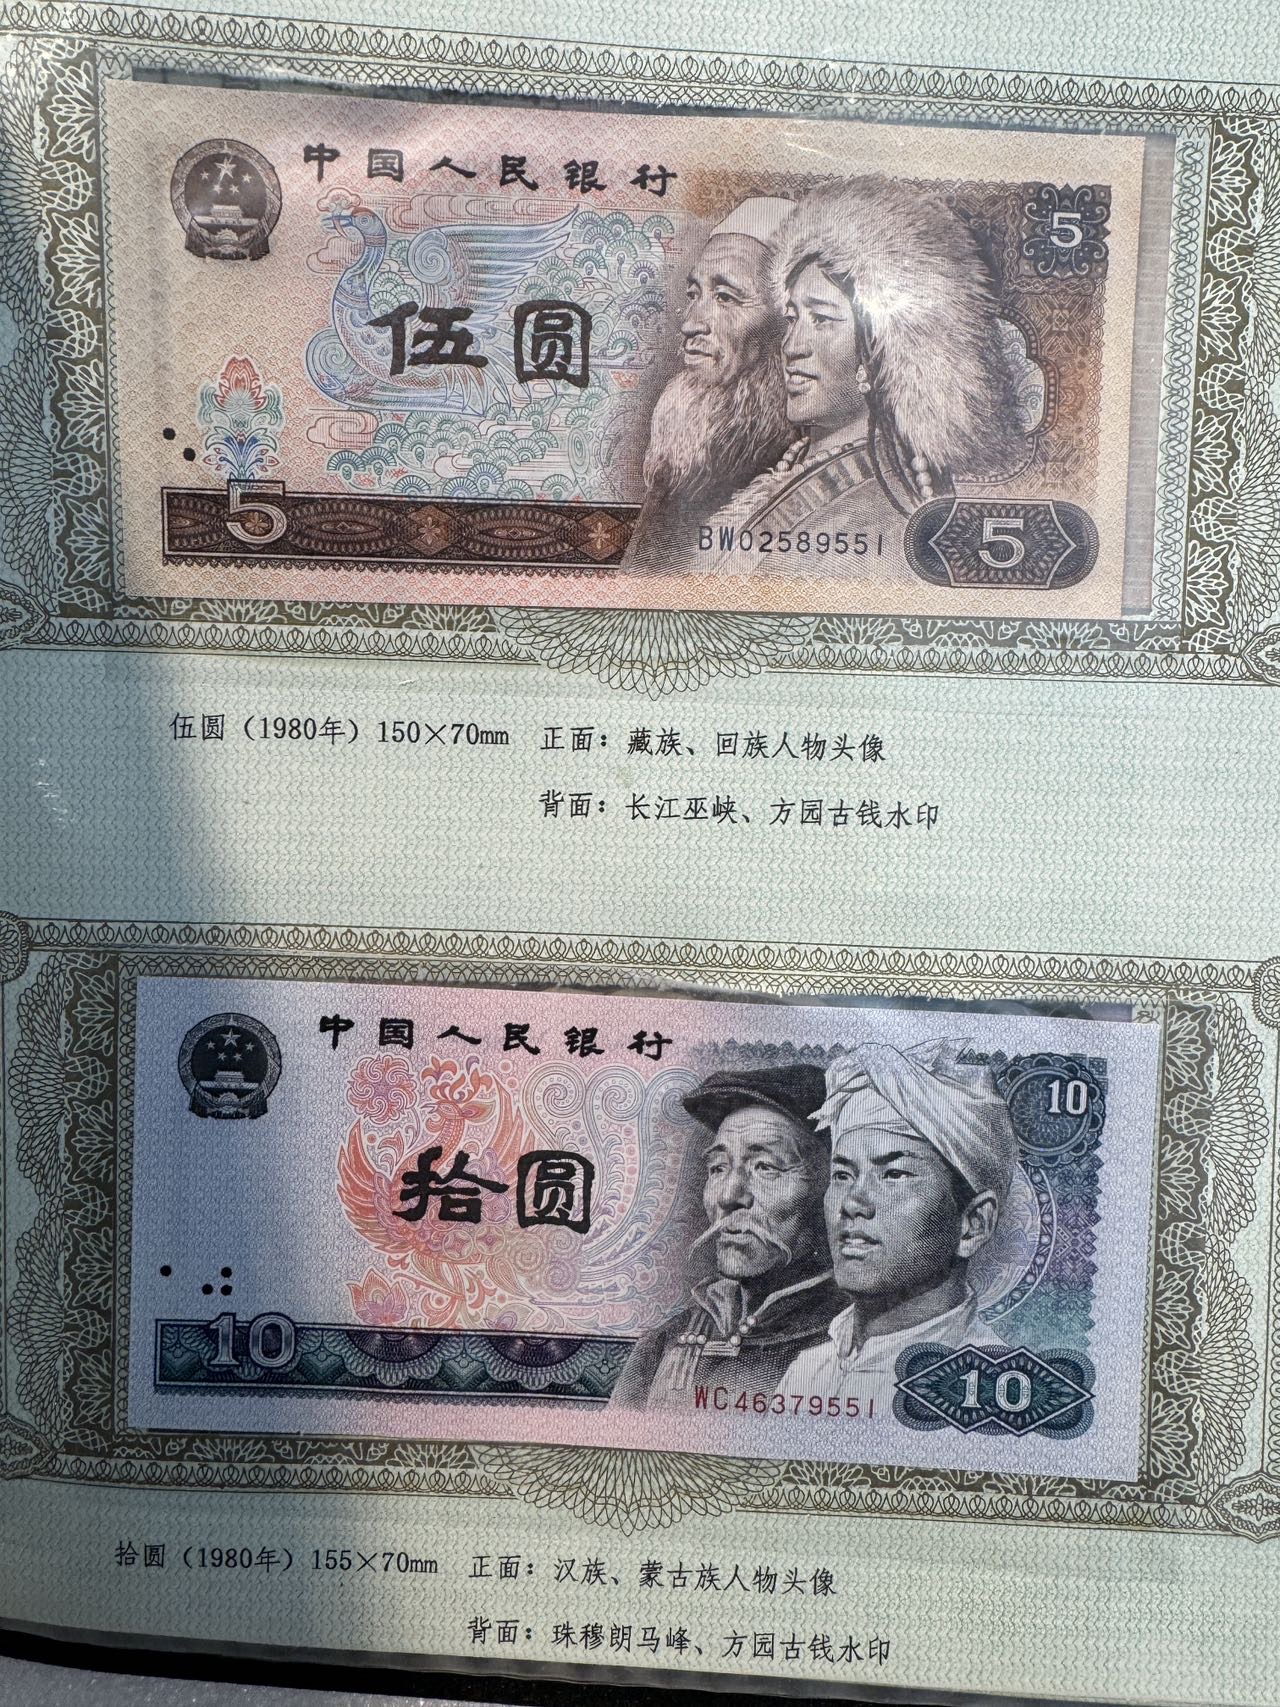 中国人民银行
5
伍圆
5
BW02589551
5
伍圆（1980年）150×70mm 正面：藏族、回族人物头像
背面：长江巫峡、方园古钱水印
中国人民银行
10
拾圆
10
WC46379551
10
拾圆（1980年）155×70mm 正面：汉族、蒙古族人物头像
背面：珠穆朗马峰、方园古钱水印